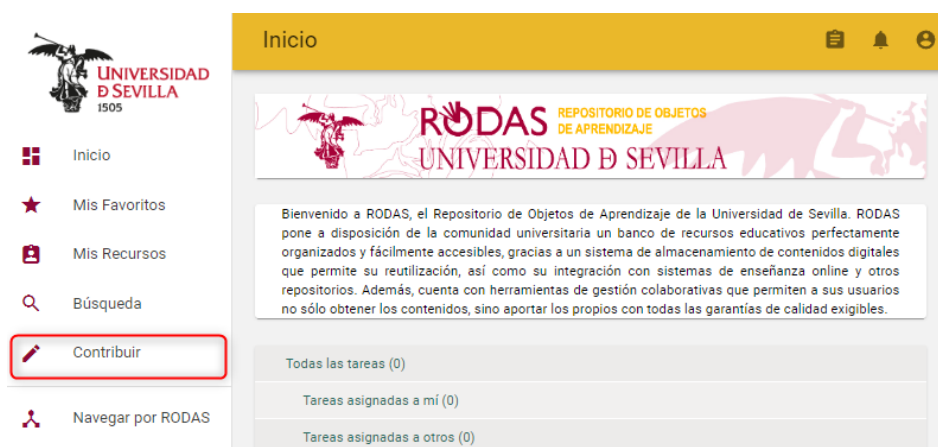 UNIVERSIDAD
Đ SEVILLA
1505
Inicio
Mis Favoritos
Mis Recursos
Búsqueda
Contribuir
Navegar por RODAS
Inicio
RODAS REPOSITORIO DE OBJETOS
DE APRENDIZAJE
UNIVERSIDAD Đ SEVILLA
Bienvenido a RODAS, el Repositorio de Objetos de Aprendizaje de la Universidad de Sevilla. RODAS
pone a disposición de la comunidad universitaria un banco de recursos educativos perfectamente
organizados y fácilmente accesibles, gracias a un sistema de almacenamiento de contenidos digitales
que permite su reutilización, así como su integración con sistemas de enseñanza online y otros
repositorios. Además, cuenta con herramientas de gestión colaborativas que permiten a sus usuarios
no sólo obtener los contenidos, sino aportar los propios con todas las garantías de calidad exigibles.
Todas las tareas (0)
Tareas asignadas a mí (0)
Tareas asignadas a otros (0)